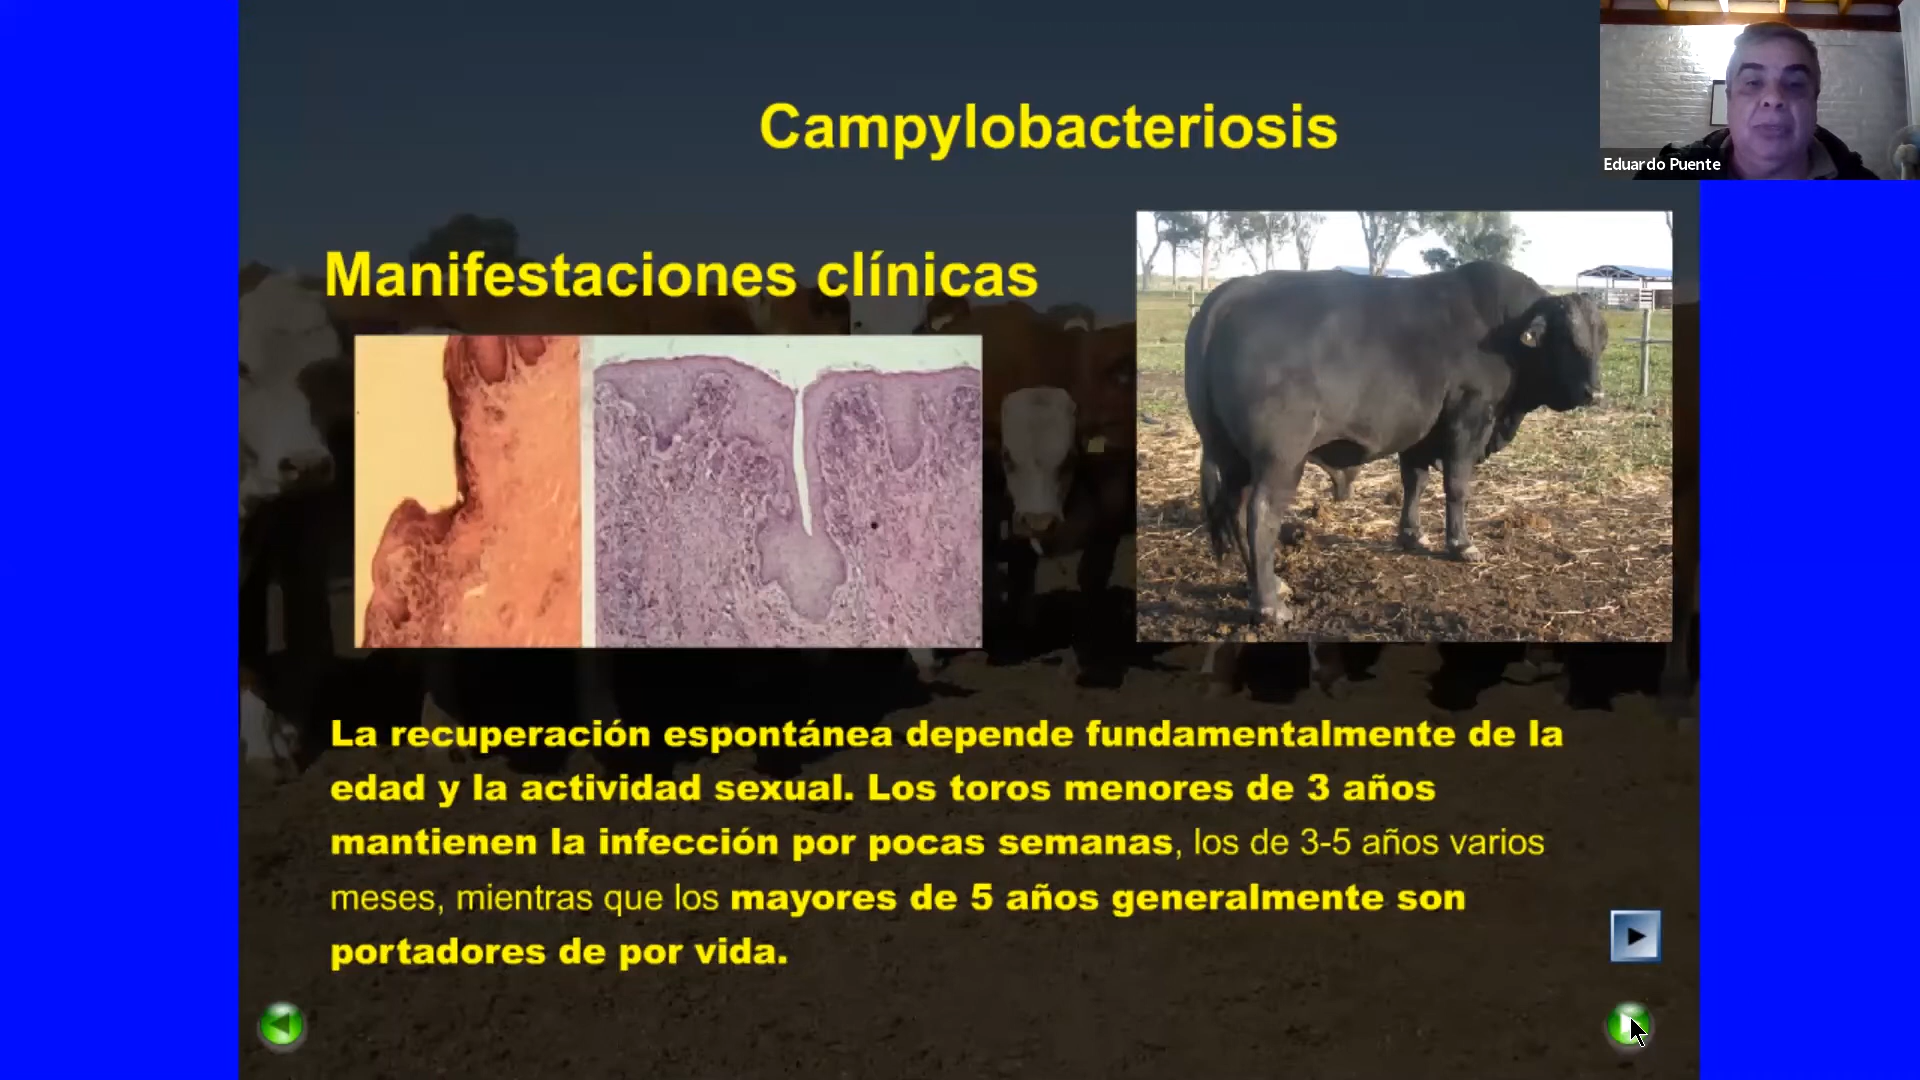 Campylobacteriosis
Eduardo Puente
Manifestaciones clínicas
La recuperación espontánea depende fundamentalmente de la
edad y la actividad sexual. Los toros menores de 3 años
mantienen la infección por pocas semanas, los de 3-5 años varios
meses, mientras que los mayores de 5 años generalmente son
portadores de por vida.